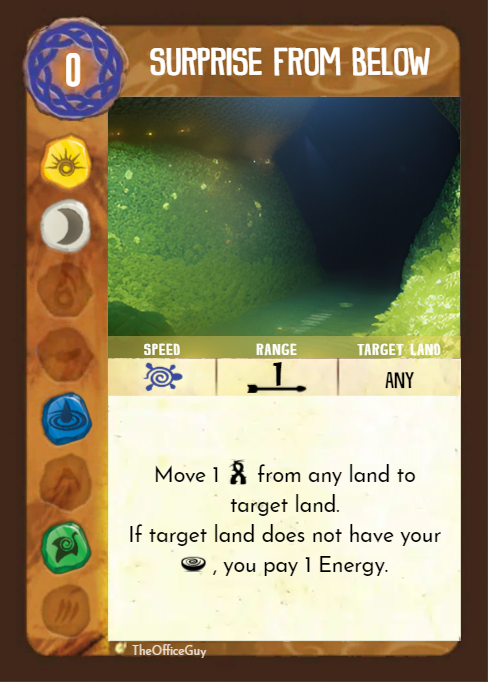 0
SURPRISE FROM BELOW
SPEED RANGE TARGET LAND
1 ANY
Move 1 from any land to
target land.
If target land does not have your
, you pay 1 Energy.
TheOfficeGuy